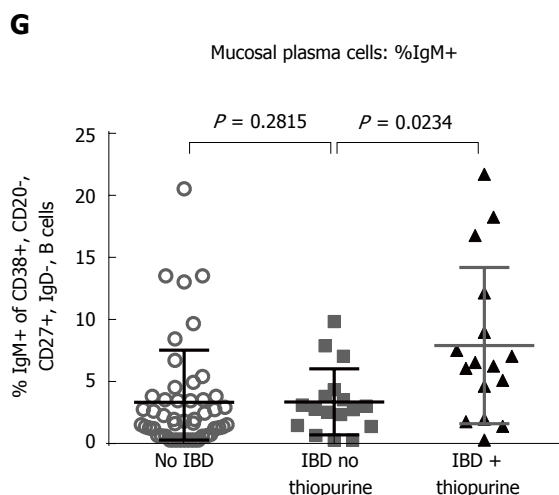 G
Mucosal plasma cells: %IgM+
P = 0.2815 P = 0.0234
% IgM+ of CD38+, CD20-,
CD27+, IgD-, B cells
25
20
15
10
5
0
No IBD IBD no IBD +
thiopurine thiopurine